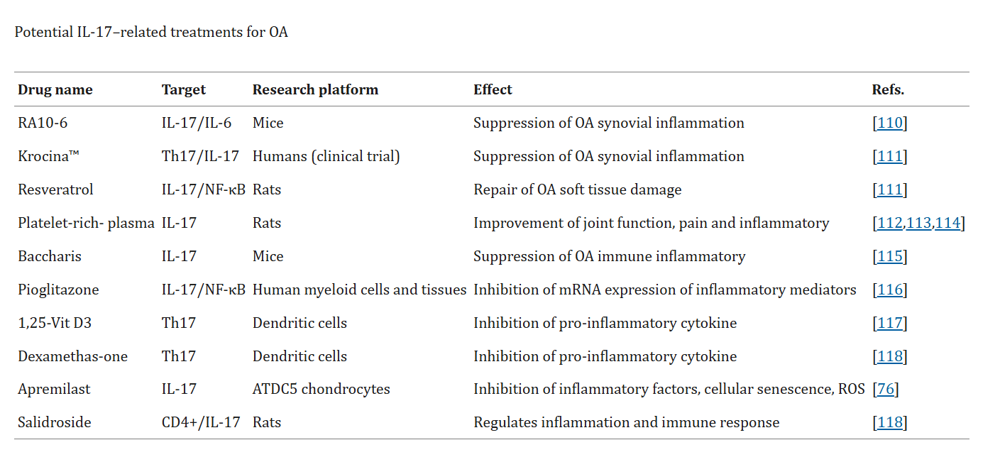 Potential IL-17–related treatments for OA
Drug name Target Research platform Effect Refs.
RA10-6 IL-17/IL-6 Mice Suppression of OA synovial inflammation [110]
Krocina™ Th17/IL-17 Humans (clinical trial) Suppression of OA synovial inflammation [111]
Resveratrol IL-17/NF-κB Rats Repair of OA soft tissue damage [111]
Platelet-rich- plasma IL-17 Rats Improvement of joint function, pain and inflammatory [112,113,114]
Baccharis IL-17 Mice Suppression of OA immune inflammatory [115]
Pioglitazone IL-17/NF-κB Human myeloid cells and tissues Inhibition of mRNA expression of inflammatory mediators [116]
1,25-Vit D3 Th17 Dendritic cells Inhibition of pro-inflammatory cytokine [117]
Dexamethas-one Th17 Dendritic cells Inhibition of pro-inflammatory cytokine [118]
Apremilast IL-17 ATDC5 chondrocytes Inhibition of inflammatory factors, cellular senescence, ROS [76]
Salidroside CD4+/IL-17 Rats Regulates inflammation and immune response [118]